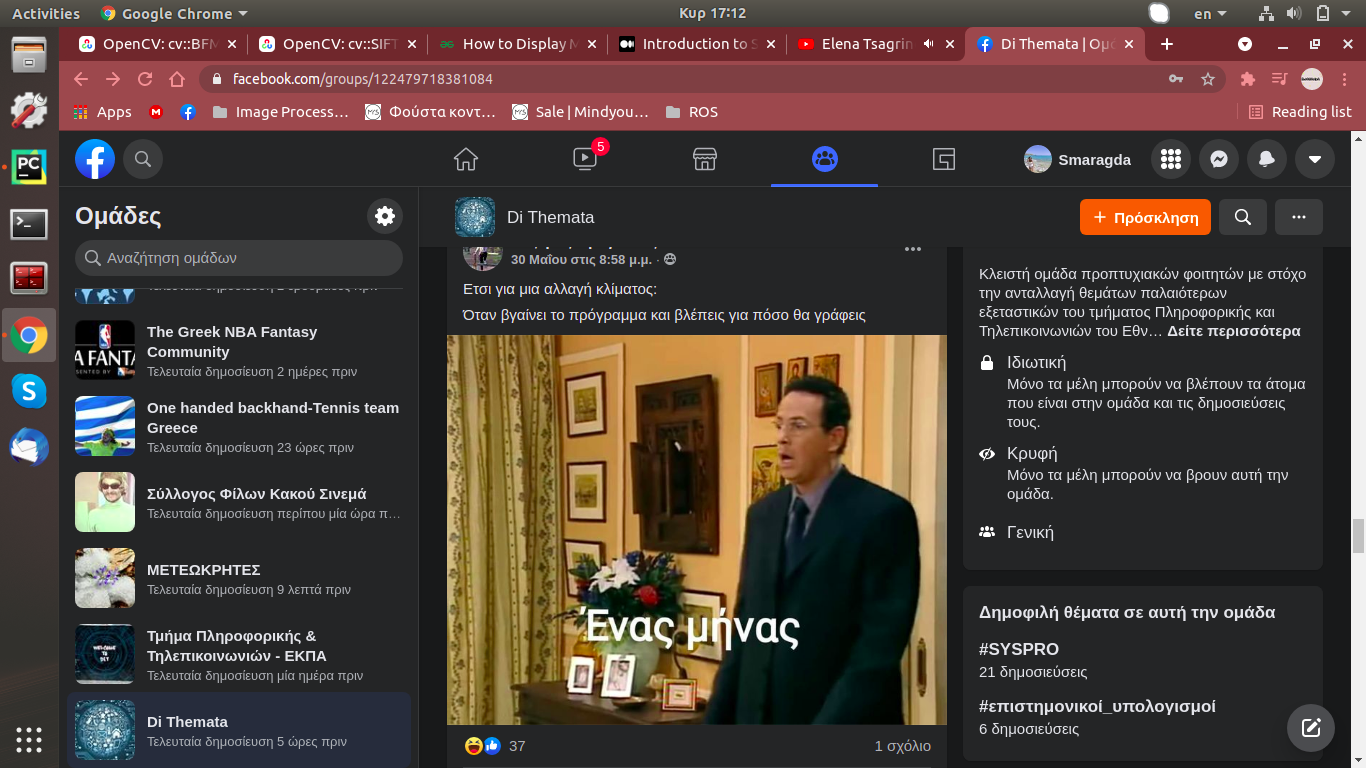 Activities
Google Chrome
Κυρ 17:12
en
OpenCV: cv::BFM
OpenCV: cv::SIFT
How to Display M
Introduction to S
Elena Tsagrin
Di Themata | Ομά
facebook.com/groups/122479718381084
Apps
Image Process…
Φούστα κοντ…
Sale | Mindyou…
ROS
Reading list
5
Smaragda
Ομάδες
Αναζήτηση ομάδων
The Greek NBA Fantasy
Community
Τελευταία δημοσίευση 2 ημέρες πριν
One handed backhand-Tennis team
Greece
Τελευταία δημοσίευση 23 ώρες πριν
Σύλλογος Φίλων Κακού Σινεμά
Τελευταία δημοσίευση περίπου μία ώρα π…
ΜΕΤΕΩΚΡΗΤΕΣ
Τελευταία δημοσίευση 9 λεπτά πριν
Τμήμα Πληροφορικής &
Τηλεπικοινωνιών - ΕΚΠΑ
Τελευταία δημοσίευση μία ημέρα πριν
Di Themata
Τελευταία δημοσίευση 5 ώρες πριν
Di Themata
Πρόσκληση
30 Μαΐου στις 8:58 μ.μ. ·
Ετσι για μια αλλαγή κλίματος:
Όταν βγαίνει το πρόγραμμα και βλέπεις για πόσο θα γράφεις
Ένας μήνας
37
1 σχόλιο
Κλειστή ομάδα προπτυχιακών φοιτητών με στόχο
την ανταλλαγή θεμάτων παλαιότερων
εξεταστικών του τμήματος Πληροφορικής και
Τηλεπικοινωνιών του Εθν… Δείτε περισσότερα
Ιδιωτική
Μόνο τα μέλη μπορούν να βλέπουν τα άτομα
που είναι στην ομάδα και τις δημοσιεύσεις
τους.
Κρυφή
Μόνο τα μέλη μπορούν να βρουν αυτή την
ομάδα.
Γενική
Δημοφιλή θέματα σε αυτή την ομάδα
#SYSPRO
21 δημοσιεύσεις
#επιστημονικοί_υπολογισμοί
6 δημοσιεύσεις